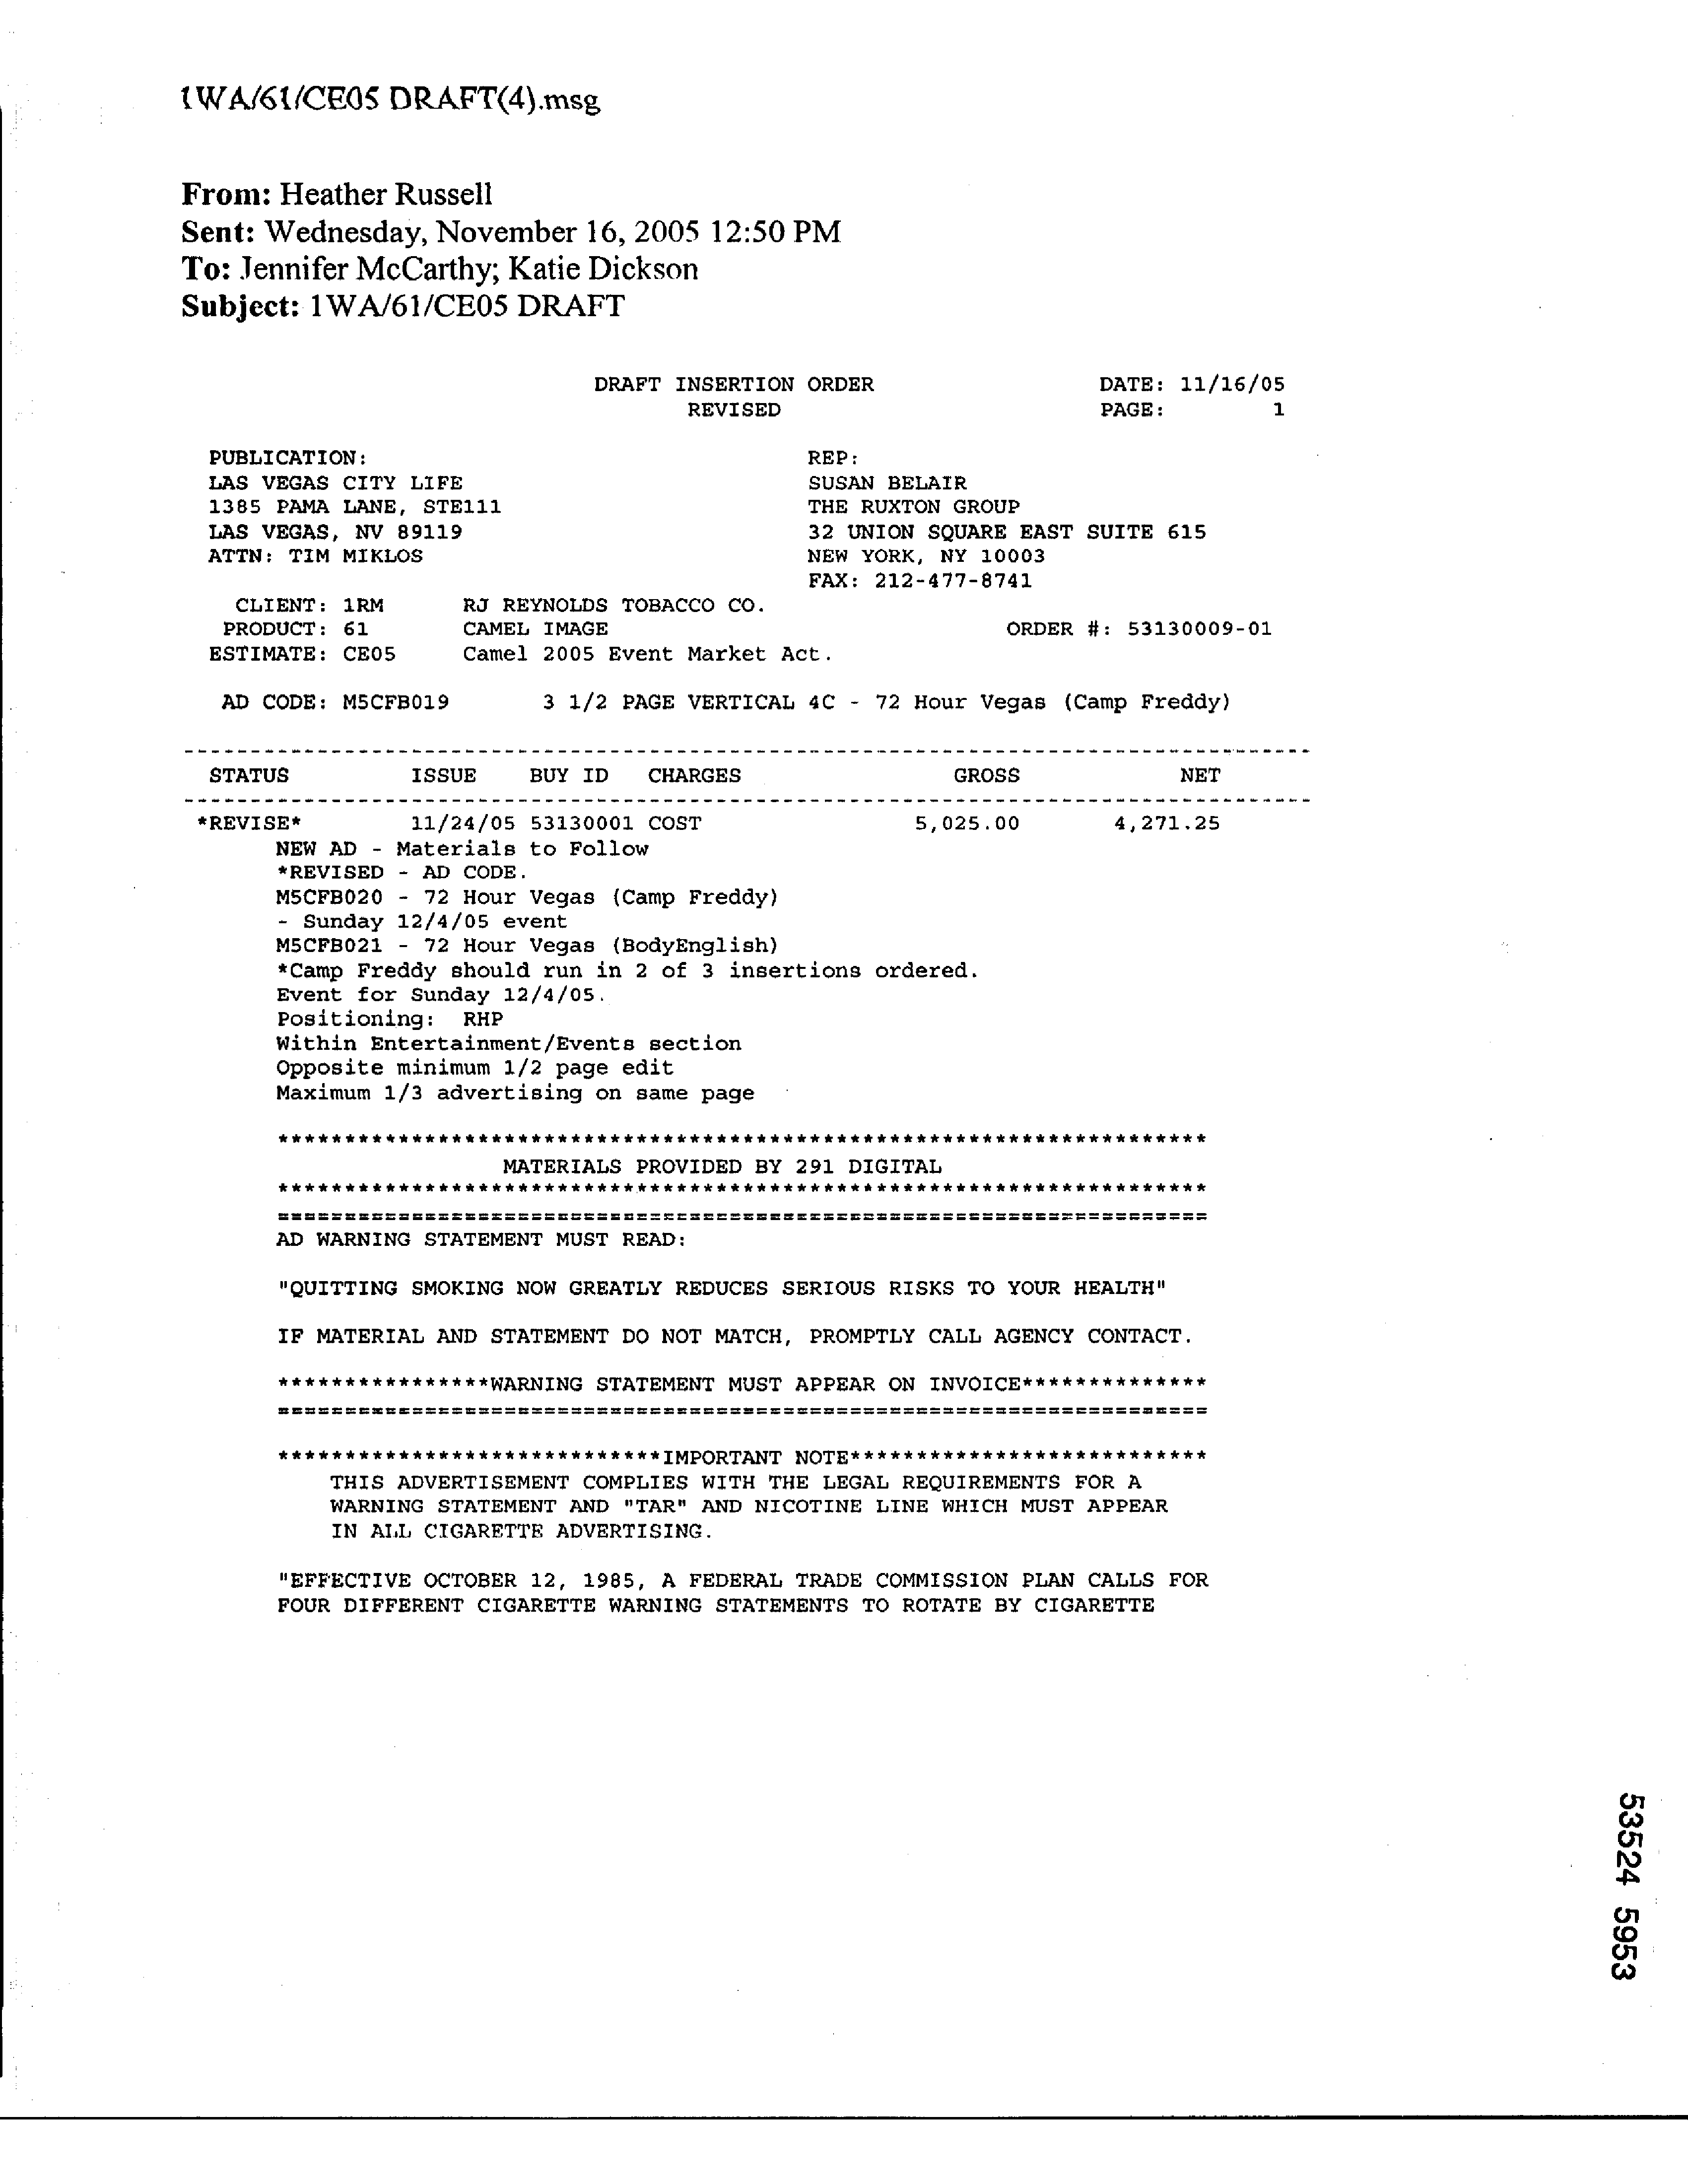 1WA/61/CE05 DRAFT(4).msg
From: Heather Russell
Sent: Wednesday, November 16, 2005 12:50 PM
To: Jennifer McCarthy; Katie Dickson
Subject: 1WA/61/CE05 DRAFT
DRAFT INSERTION ORDER DATE: 11/16/05
REVISED PAGE: 1
PUBLICATION: REP:
LAS VEGAS CITY LIFE SUSAN BELAIR
1385 PAMA LANE, STE111 THE RUXTON GROUP
LAS VEGAS, NV 89119 32 UNION SQUARE EAST SUITE 615
ATTN: TIM MIKLOS NEW YORK, NY 10003
FAX: 212-477-8741
CLIENT: 1RM RJ REYNOLDS TOBACCO CO.
PRODUCT: 61 CAMEL IMAGE ORDER #: 53130009-01
ESTIMATE: CE05 Camel 2005 Event Market Act.
AD CODE: M5CFB019 3 1/2 PAGE VERTICAL 4C - 72 Hour Vegas (Camp Freddy)
-------------------------------------------------------------------------------------
STATUS ISSUE BUY ID CHARGES GROSS NET
-------------------------------------------------------------------------------------
*REVISE* 11/24/05 53130001 COST 5,025.00 4,271.25
NEW AD - Materials to Follow
*REVISED - AD CODE.
M5CFB020 - 72 Hour Vegas (Camp Freddy)
- Sunday 12/4/05 event
M5CFB021 - 72 Hour Vegas (BodyEnglish)
*Camp Freddy should run in 2 of 3 insertions ordered.
Event for Sunday 12/4/05.
Positioning: RHP
Within Entertainment/Events section
Opposite minimum 1/2 page edit
Maximum 1/3 advertising on same page
**********************************************************************
MATERIALS PROVIDED BY 291 DIGITAL
**********************************************************************
======================================================================
AD WARNING STATEMENT MUST READ:
"QUITTING SMOKING NOW GREATLY REDUCES SERIOUS RISKS TO YOUR HEALTH"
IF MATERIAL AND STATEMENT DO NOT MATCH, PROMPTLY CALL AGENCY CONTACT.
****************WARNING STATEMENT MUST APPEAR ON INVOICE**************
======================================================================
*****************************IMPORTANT NOTE***************************
THIS ADVERTISEMENT COMPLIES WITH THE LEGAL REQUIREMENTS FOR A
WARNING STATEMENT AND "TAR" AND NICOTINE LINE WHICH MUST APPEAR
IN ALL CIGARETTE ADVERTISING.
"EFFECTIVE OCTOBER 12, 1985, A FEDERAL TRADE COMMISSION PLAN CALLS FOR
FOUR DIFFERENT CIGARETTE WARNING STATEMENTS TO ROTATE BY CIGARETTE
53524 5953